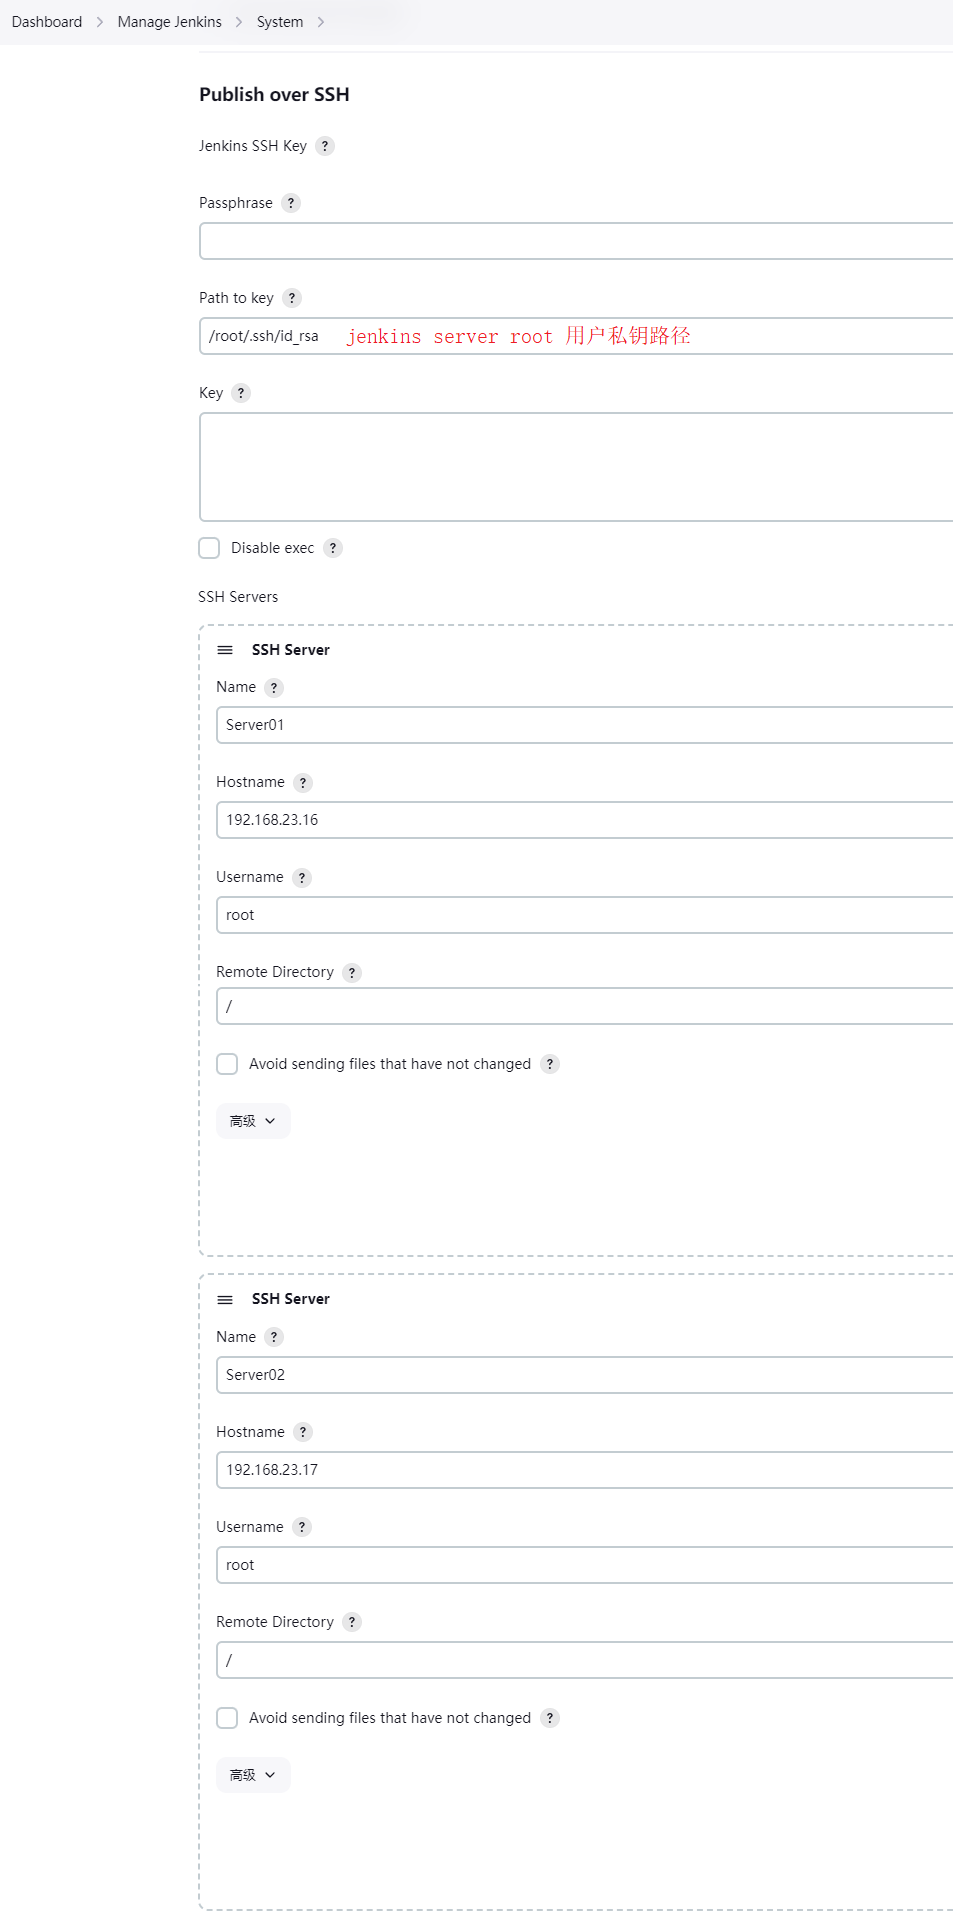 Dashboard > Manage Jenkins > System >
Publish over SSH
Jenkins SSH Key ?
Passphrase ?
Path to key ?
/root/.ssh/id_rsa jenkins server root 用户私钥路径
Key ?
Disable exec ?
SSH Servers
SSH Server
Name ?
Server01
Hostname ?
192.168.23.16
Username ?
root
Remote Directory ?
/
Avoid sending files that have not changed ?
高级
SSH Server
Name ?
Server02
Hostname ?
192.168.23.17
Username ?
root
Remote Directory ?
/
Avoid sending files that have not changed ?
高级